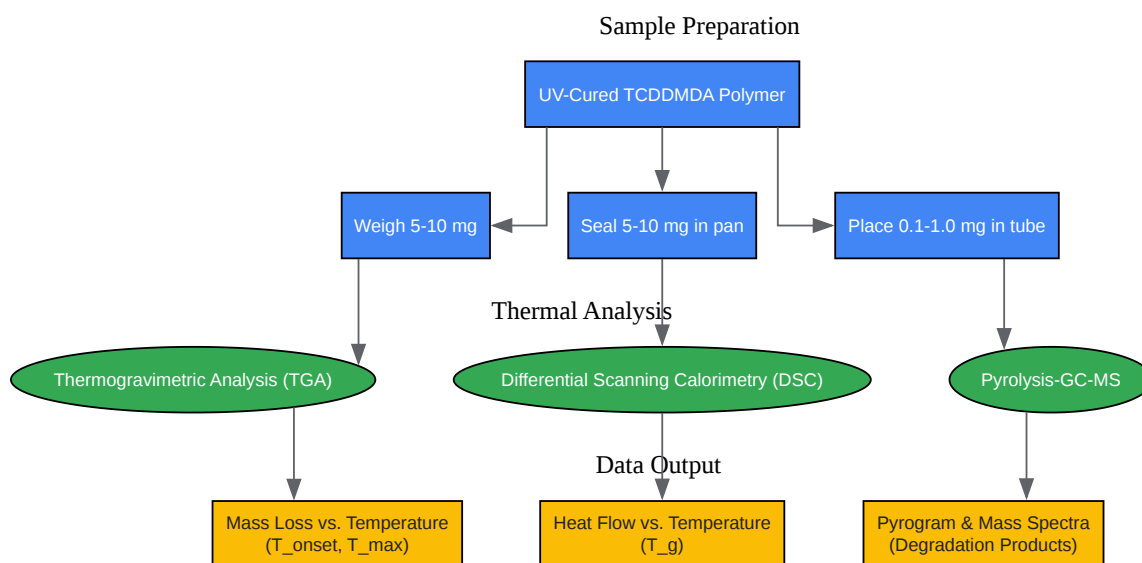 Sample Preparation
UV-Cured TCDDMDA Polymer
Weigh 5-10 mg
Seal 5-10 mg in pan
Place 0.1-1.0 mg in tube
Thermal Analysis
Thermogravimetric Analysis (TGA)
Differential Scanning Calorimetry (DSC)
Pyrolysis-GC-MS
Data Output
Mass Loss vs. Temperature
(T_onset, T_max)
Heat Flow vs. Temperature
(T_g)
Pyrogram & Mass Spectra
(Degradation Products)